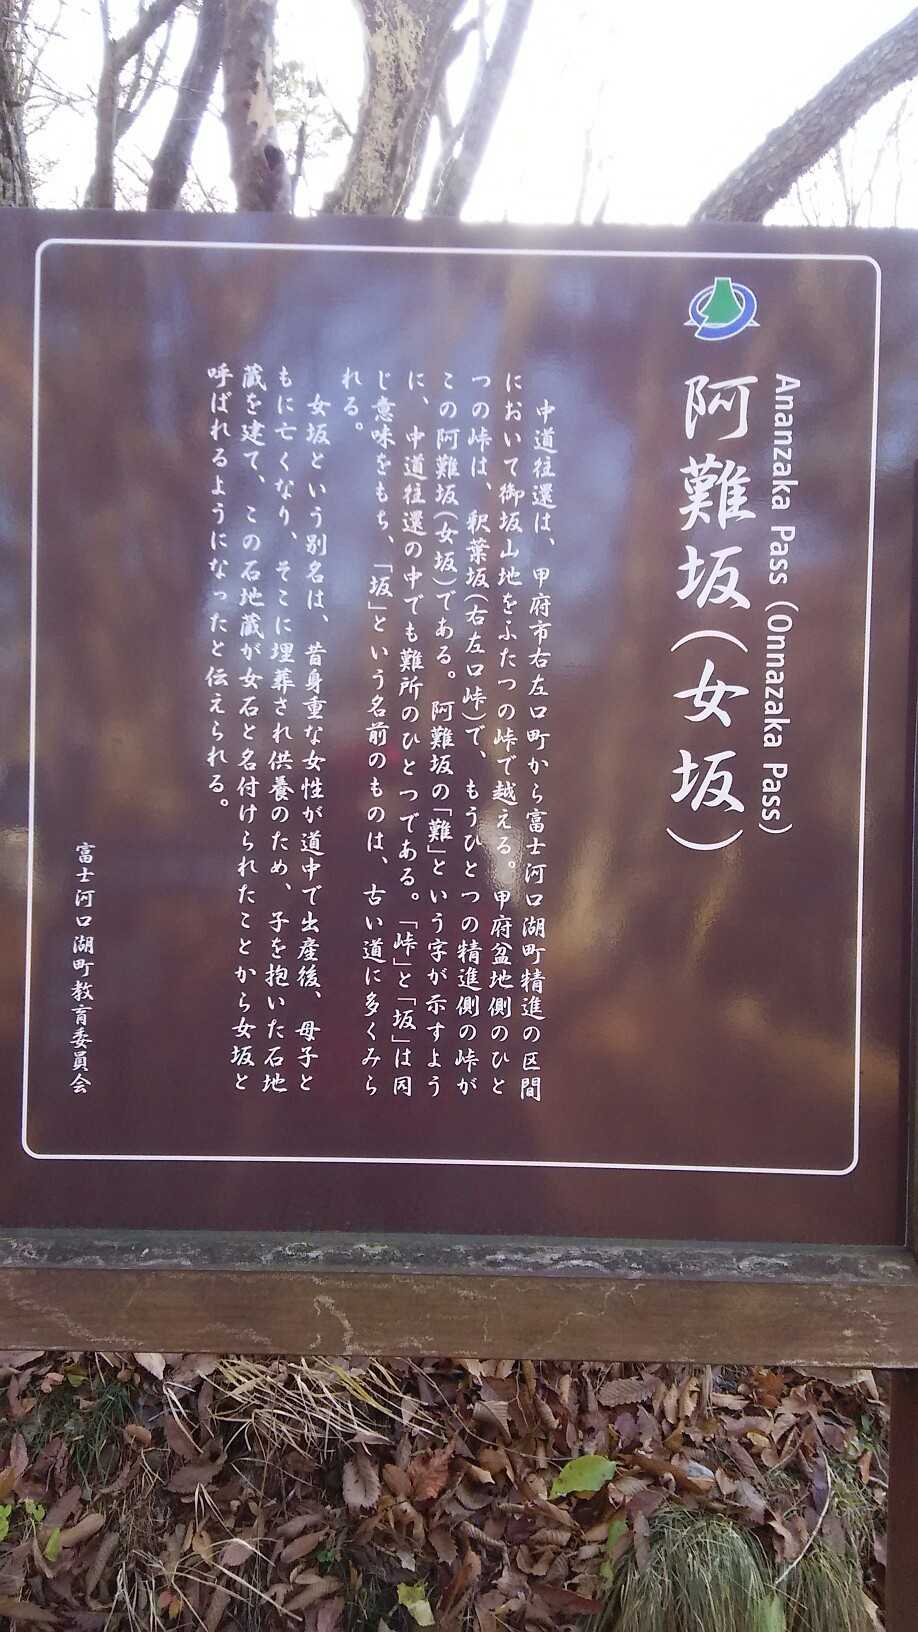 Ananzaka Pass (Onnazaka Pass)
阿難坂(女坂)
中道往還は、甲府市右左口町から富士河口湖町精進の区間
において御坂山地をふたつの峠で越える。甲府盆地側のひと
つの峠は、釈葉坂(右左口峠)で、もうひとつの精進側の峠が
この阿難坂(女坂)である。阿難坂の「難」という字が示すよう
に、中道往還の中でも難所のひとつである。「峠」と「坂」は同
じ意味をもち、「坂」という名前のものは、古い道に多くみら
れる。
女坂という別名は、昔身重な女性が道中で出産後、母子と
もに亡くなり、そこに埋葬され供養のため、子を抱いた石地
蔵を建て、この石地蔵が女石と名付けられたことから女坂と
呼ばれるようになったと伝えられる。
富士河口湖町教育委員会